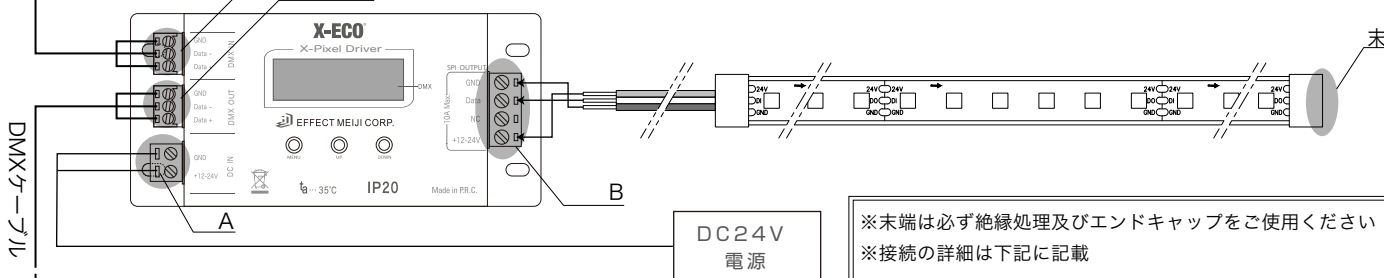 X-ECO
X-Pixel Driver
GND
Data -
Data +
DMX IN
GND
Data -
Data +
DMX OUT
GND
+12-24V
DC IN
DMX
EFFECT MEIJI CORP.
MENU
UP
DOWN
ta … 35℃
IP20
Made in P.R.C.
SPI OUTPUT
10A Max.
GND
Data
NC
+12-24V
A
B
24V
DI
GND
24V
DO
GND
24V
DI
GND
24V
DO
GND
24V
DI
GND
24V
DO
GND
末
DMXケーブル
DC24V
電源
※末端は必ず絶縁処理及びエンドキャップをご使用ください
※接続の詳細は下記に記載